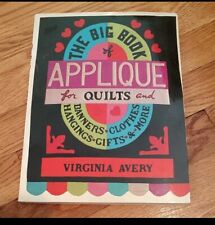 THE BIG BOOK
of
APPLIQUE
for QUILTS and
BANNERS·CLOTHES
HANGINGS·GIFTS·&·MORE
VIRGINIA AVERY